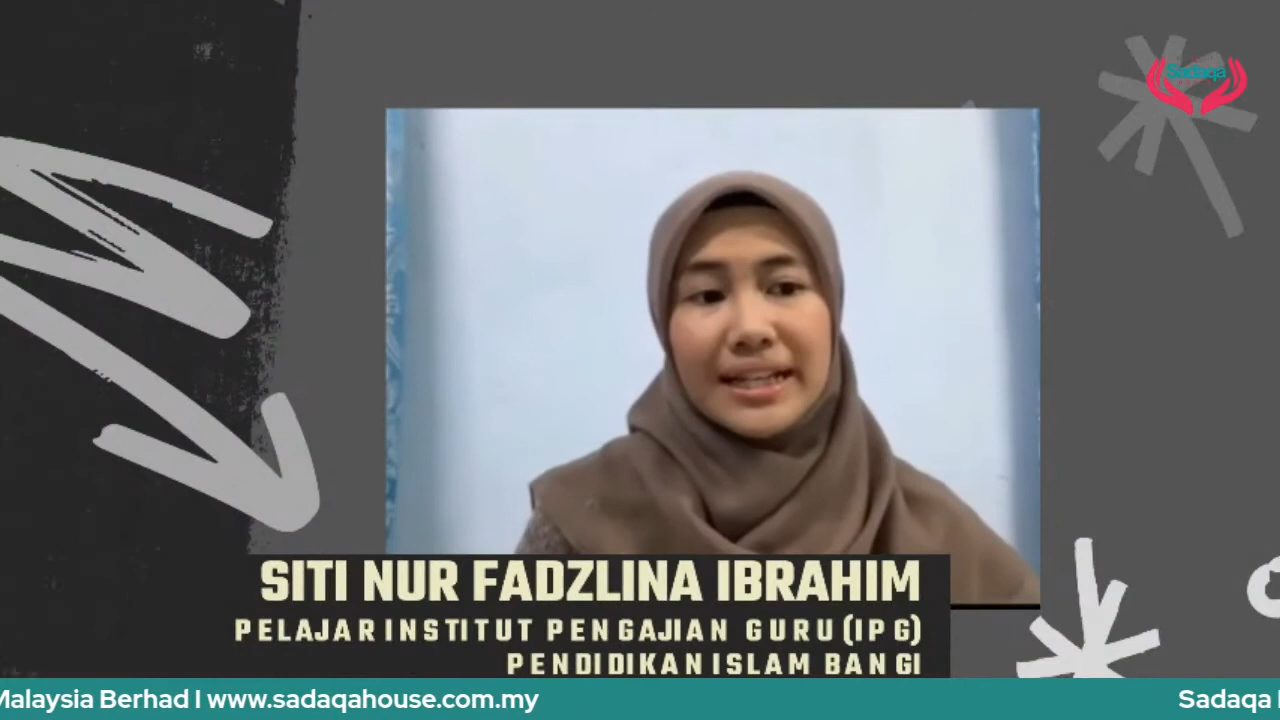 Sadaqa
SITI NUR FADZLINA IBRAHIM
PELAJAR INSTITUT PENGAJIAN GURU (IPG)
PENDIDIKAN ISLAM BANGI
Malaysia Berhad I www.sadaqahouse.com.my
Sadaqa